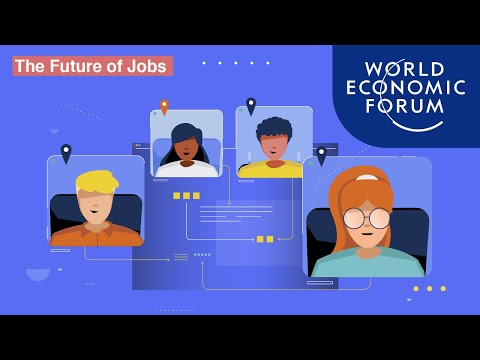 The Future of Jobs
WORLD
ECONOMIC
FORUM